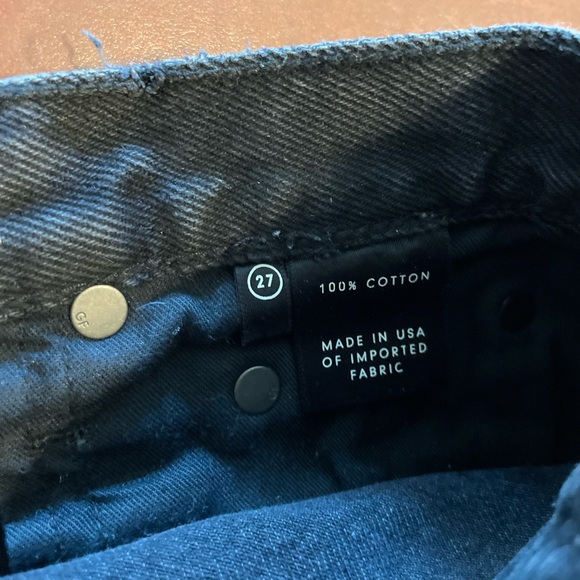 27
100% COTTON
MADE IN USA
OF IMPORTED
FABRIC
GF